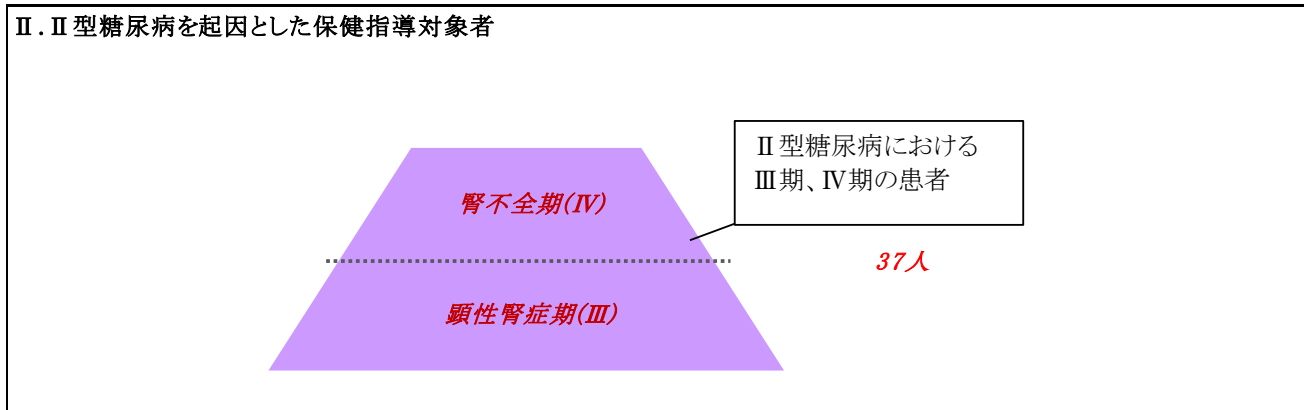 Ⅱ．Ⅱ型糖尿病を起因とした保健指導対象者
Ⅱ型糖尿病における
Ⅲ期、Ⅳ期の患者
腎不全期(Ⅳ)
37人
顕性腎症期(Ⅲ)